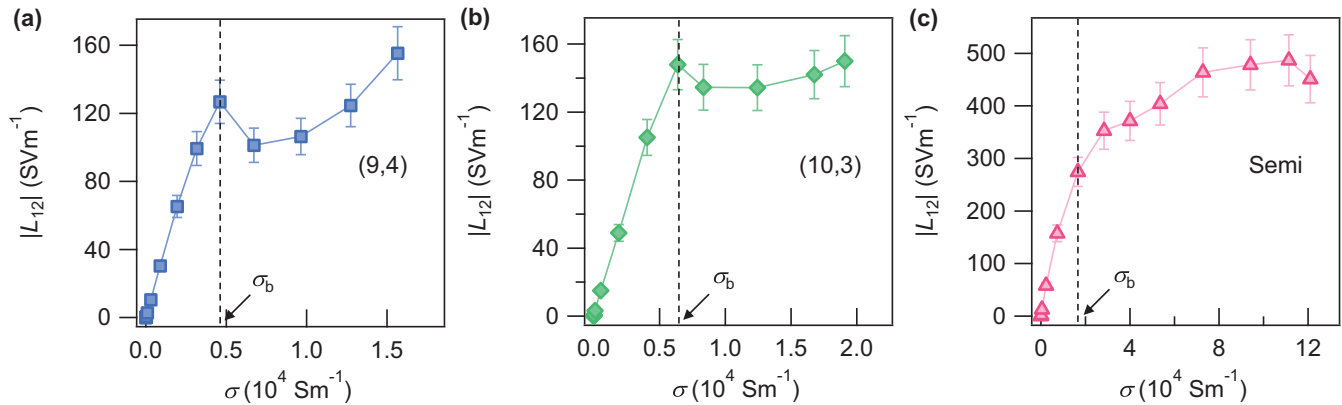 (a)
160
120
80
40
0
|L₁₂| (SVm⁻¹)
(9,4)
σb
0.0
0.5
1.0
1.5
σ (10⁴ Sm⁻¹)
(b)
160
120
80
40
0
|L₁₂| (SVm⁻¹)
(10,3)
σb
0.0
0.5
1.0
1.5
2.0
σ (10⁴ Sm⁻¹)
(c)
500
400
300
200
100
0
|L₁₂| (SVm⁻¹)
Semi
σb
0
4
8
12
σ (10⁴ Sm⁻¹)